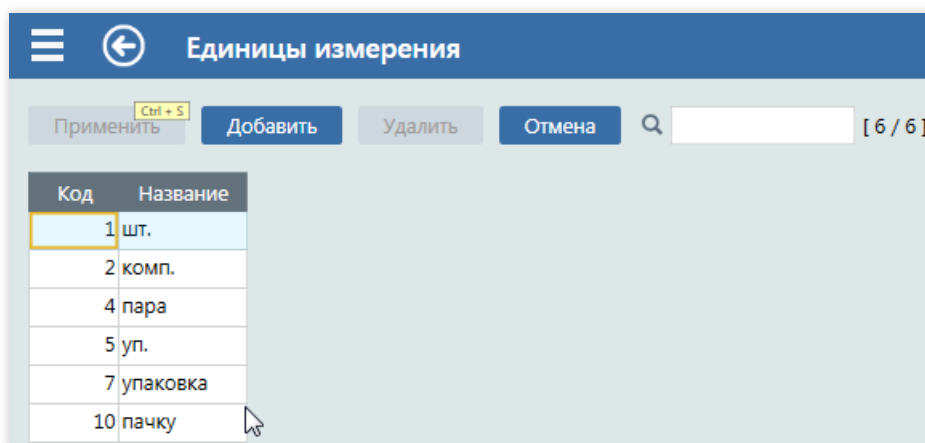 Единицы измерения
Ctrl + S
Применить Добавить Удалить Отмена [ 6 / 6 ]
Код Название
1 шт.
2 комп.
4 пара
5 уп.
7 упаковка
10 пачку